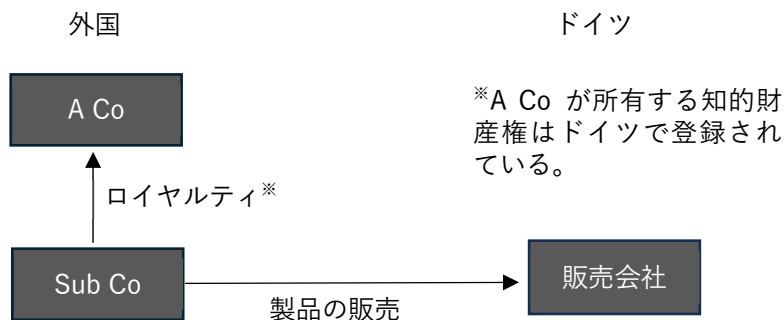 外国
ドイツ
A Co
※A Co が所有する知的財
産権はドイツで登録され
ている。
ロイヤルティ※
Sub Co
販売会社
製品の販売